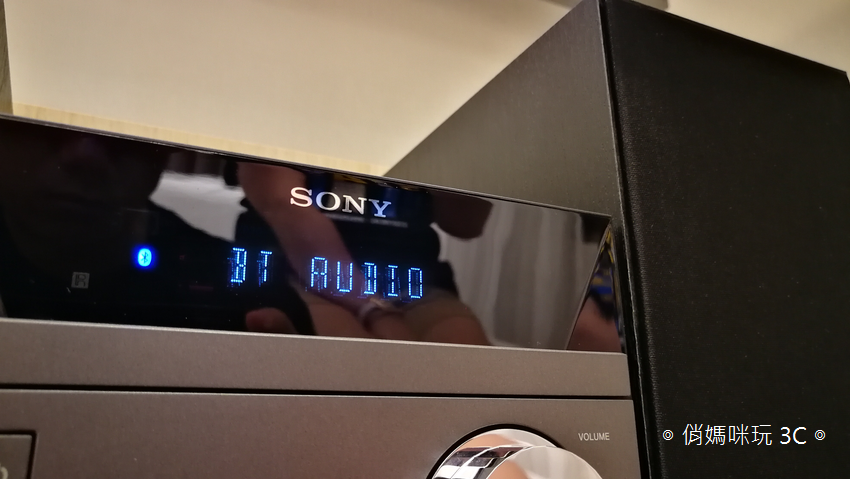 SONY
BT AUDIO
VOLUME
俏媽咪玩 3C